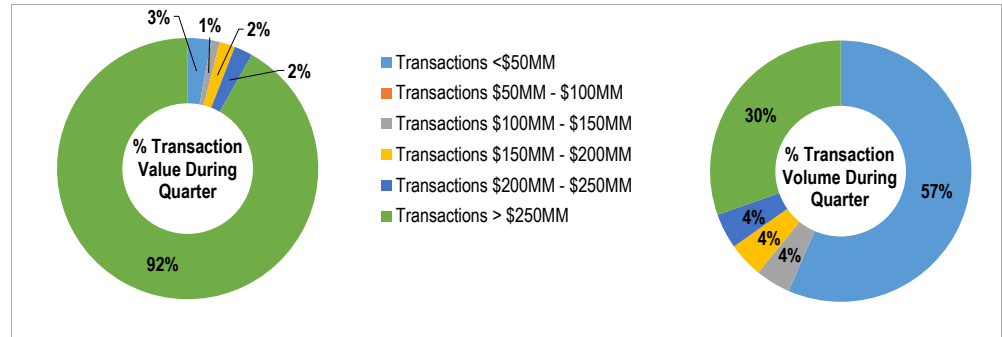 3%
1%
2%
2%
% Transaction
Value During
Quarter
92%
Transactions <$50MM
Transactions $50MM - $100MM
Transactions $100MM - $150MM
Transactions $150MM - $200MM
Transactions $200MM - $250MM
Transactions > $250MM
30%
% Transaction
Volume During
Quarter
57%
4%
4%
4%